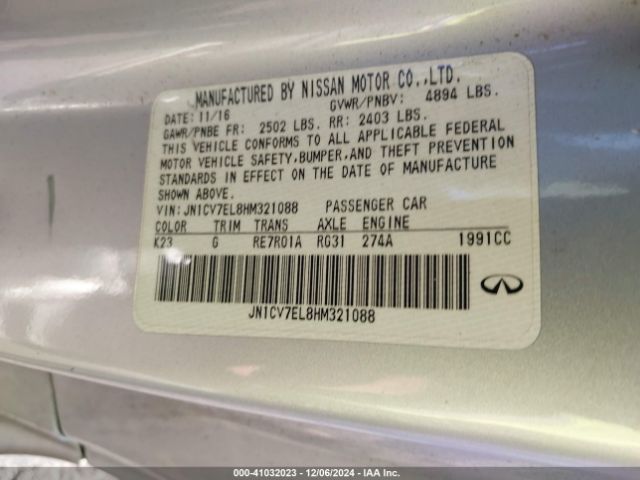 MANUFACTURED BY NISSAN MOTOR CO.,LTD.
DATE: 11/16 GVWR/PNBV: 4894 LBS.
GAWR/PNBE FR: 2502 LBS. RR: 2403 LBS.
THIS VEHICLE CONFORMS TO ALL APPLICABLE FEDERAL
MOTOR VEHICLE SAFETY,BUMPER,AND THEFT PREVENTION
STANDARDS IN EFFECT ON THE DATE OF MANUFACTURE
SHOWN ABOVE.
VIN:JN1CV7EL8HM321088 PASSENGER CAR
COLOR TRIM TRANS AXLE ENGINE
K23 G RE7R01A RG31 274A 1991CC
JN1CV7EL8HM321088
000-41032023 - 12/06/2024 - IAA Inc.